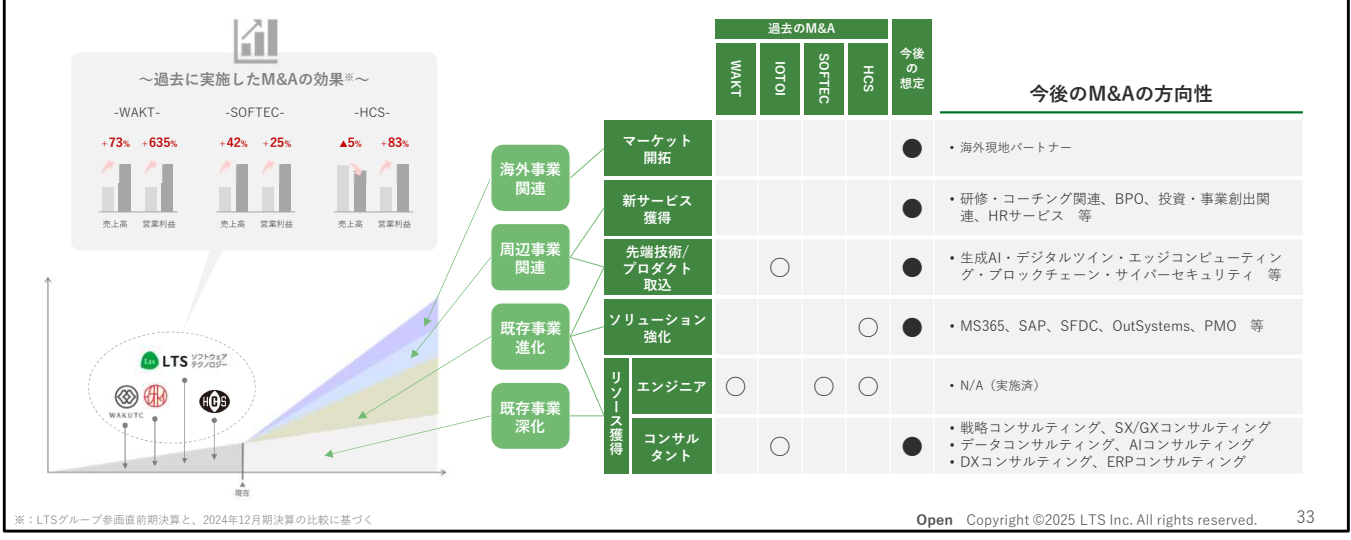 ～過去に実施したM&Aの効果※～
-WAKT-
-SOFTEC-
-HCS-
+73%
+635%
+42%
+25%
▲5%
+83%
売上高
営業利益
売上高
営業利益
売上高
営業利益
LTS ソフトウェア
テクノロジー
WAKUTC
HCS
現在
海外事業
関連
周辺事業
関連
既存事業
進化
既存事業
深化
過去のM&A
WAKT
IOTOI
SOFTEC
HCS
今後
の
想定
今後のM&Aの方向性
マーケット
開拓
●
• 海外現地パートナー
新サービス
獲得
●
• 研修・コーチング関連、BPO、投資・事業創出関
連、HRサービス　等
先端技術/
プロダクト
取込
○
●
• 生成AI・デジタルツイン・エッジコンピューティン
グ・ブロックチェーン・サイバーセキュリティ　等
ソリューション
強化
○
●
• MS365、SAP、SFDC、OutSystems、PMO　等
リソース獲得
エンジニア
○
○
○
• N/A（実施済）
コンサル
タント
○
●
• 戦略コンサルティング、SX/GXコンサルティング
• データコンサルティング、AIコンサルティング
• DXコンサルティング、ERPコンサルティング
※：LTSグループ参画直前期決算と、2024年12月期決算の比較に基づく
Open Copyright ©2025 LTS Inc. All rights reserved.
33